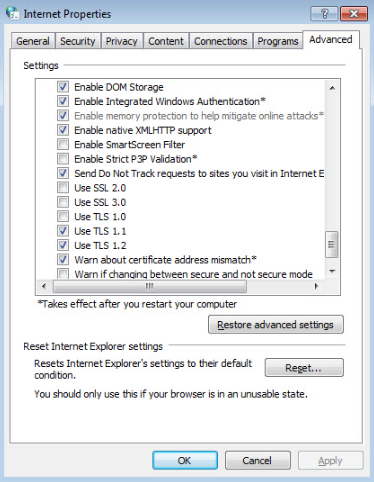 Internet Properties
General Security Privacy Content Connections Programs Advanced
Settings
Enable DOM Storage
Enable Integrated Windows Authentication*
Enable memory protection to help mitigate online attacks*
Enable native XMLHTTP support
Enable SmartScreen Filter
Enable Strict P3P Validation*
Send Do Not Track requests to sites you visit in Internet E
Use SSL 2.0
Use SSL 3.0
Use TLS 1.0
Use TLS 1.1
Use TLS 1.2
Warn about certificate address mismatch*
Warn if changing between secure and not secure mode
*Takes effect after you restart your computer
Restore advanced settings
Reset Internet Explorer settings
Resets Internet Explorer's settings to their default
condition.
Reset...
You should only use this if your browser is in an unusable state.
OK Cancel Apply